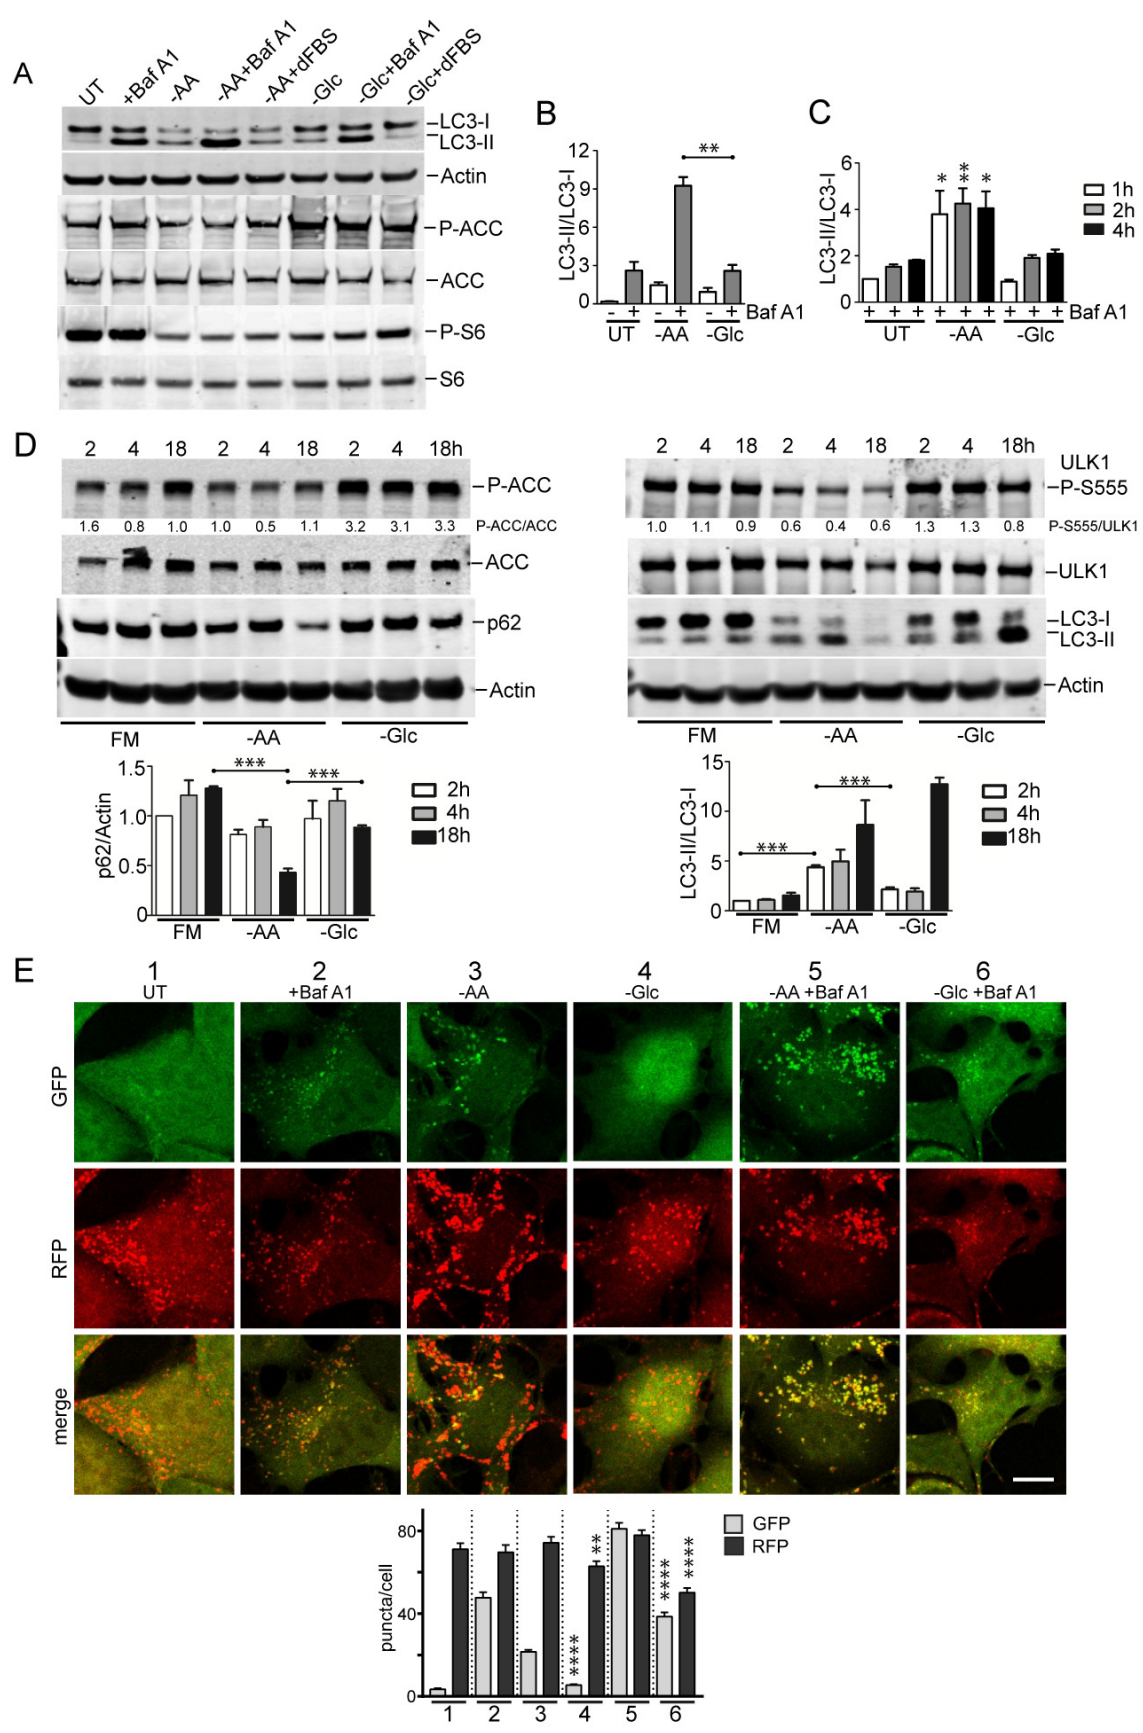 A
UT
+Baf A1
-AA
-AA+Baf A1
-AA+dFBS
-Glc
-Glc+Baf A1
-Glc+dFBS
LC3-I
LC3-II
Actin
P-ACC
ACC
P-S6
S6
B
12
9
6
3
0
LC3-II/LC3-I
**
- + - + - + Baf A1
UT -AA -Glc
C
6
4
2
0
LC3-II/LC3-I
* ** *
1h
2h
4h
+ + + + + + + + + Baf A1
UT -AA -Glc
D
2 4 18 2 4 18 2 4 18h
P-ACC
1.6 0.8 1.0 1.0 0.5 1.1 3.2 3.1 3.3 P-ACC/ACC
ACC
p62
Actin
FM -AA -Glc
1.5
1.0
0.5
0
p62/Actin
*** ***
2h
4h
18h
FM -AA -Glc
2 4 18 2 4 18 2 4 18h
ULK1
P-S555
1.0 1.1 0.9 0.6 0.4 0.6 1.3 1.3 0.8 P-S555/ULK1
ULK1
LC3-I
LC3-II
Actin
FM -AA -Glc
15
10
5
0
LC3-II/LC3-I
*** ***
2h
4h
18h
FM -AA -Glc
E
1 2 3 4 5 6
UT +Baf A1 -AA -Glc -AA +Baf A1 -Glc +Baf A1
GFP
RFP
merge
80
40
0
puncta/cell
**** ** **** ****
GFP
RFP
1 2 3 4 5 6